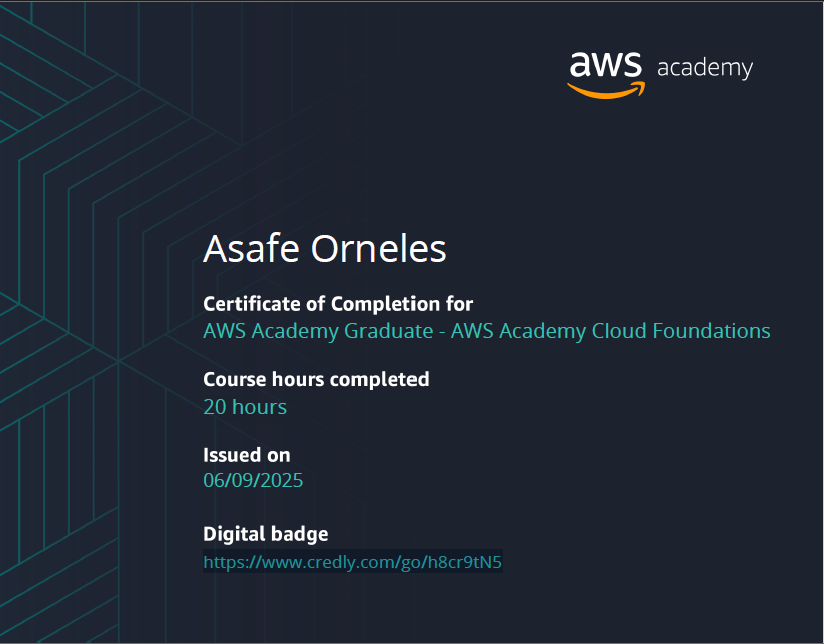 aws academy
Asafe Orneles
Certificate of Completion for
AWS Academy Graduate - AWS Academy Cloud Foundations
Course hours completed
20 hours
Issued on
06/09/2025
Digital badge
https://www.credly.com/go/h8cr9tN5